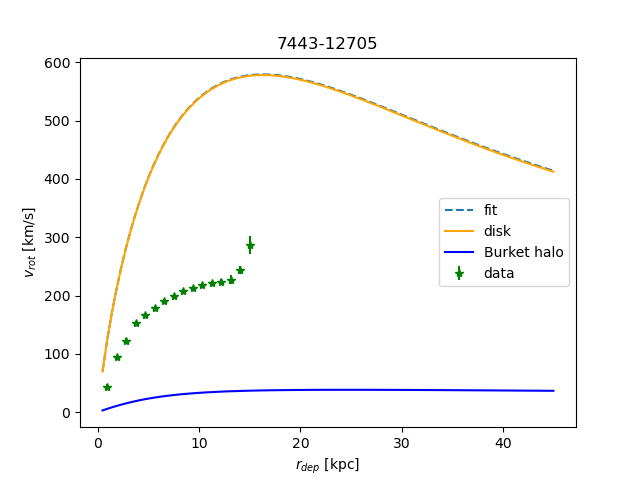 7443-12705
600
500
400
300
200
100
0
v_rot [km/s]
fit
disk
Burket halo
data
0 10 20 30 40
r_dep [kpc]